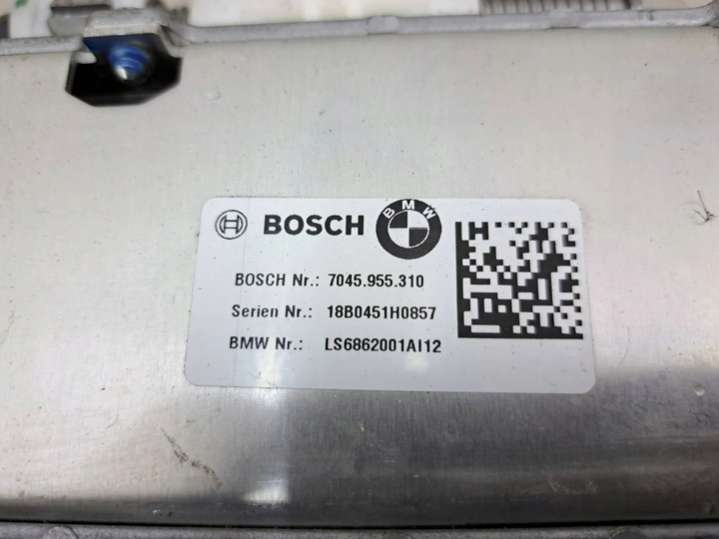 BOSCH BMW
BOSCH Nr.: 7045.955.310
Serien Nr.: 18B0451H0857
BMW Nr.: LS6862001AI12